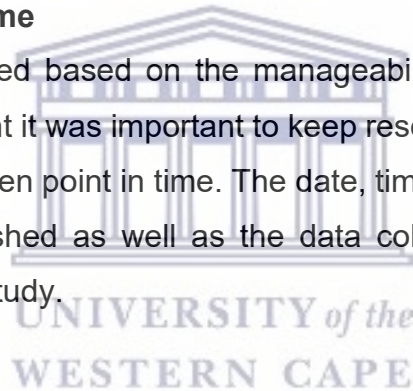 me
ed based on the manageabi
nt it was important to keep rese
en point in time. The date, tim
shed as well as the data col
tudy.
UNIVERSITY of the
WESTERN CAPE